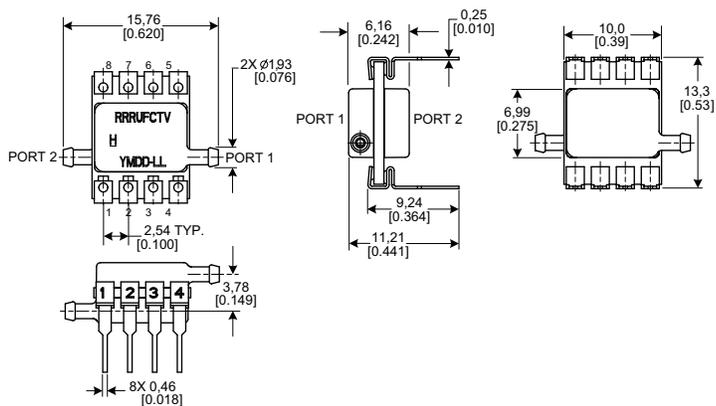 15,76
[0.620]
2X Ø1,93
[0.076]
8 7 6 5
RRRUFCTV
H
YMDD-LL
PORT 2
PORT 1
1 2 3 4
2,54 TYP.
[0.100]
6,16
[0.242]
0,25
[0.010]
PORT 1
PORT 2
9,24
[0.364]
11,21
[0.441]
10,0
[0.39]
6,99
[0.275]
13,3
[0.53]
1 2 3 4
3,78
[0.149]
8X 0,46
[0.018]